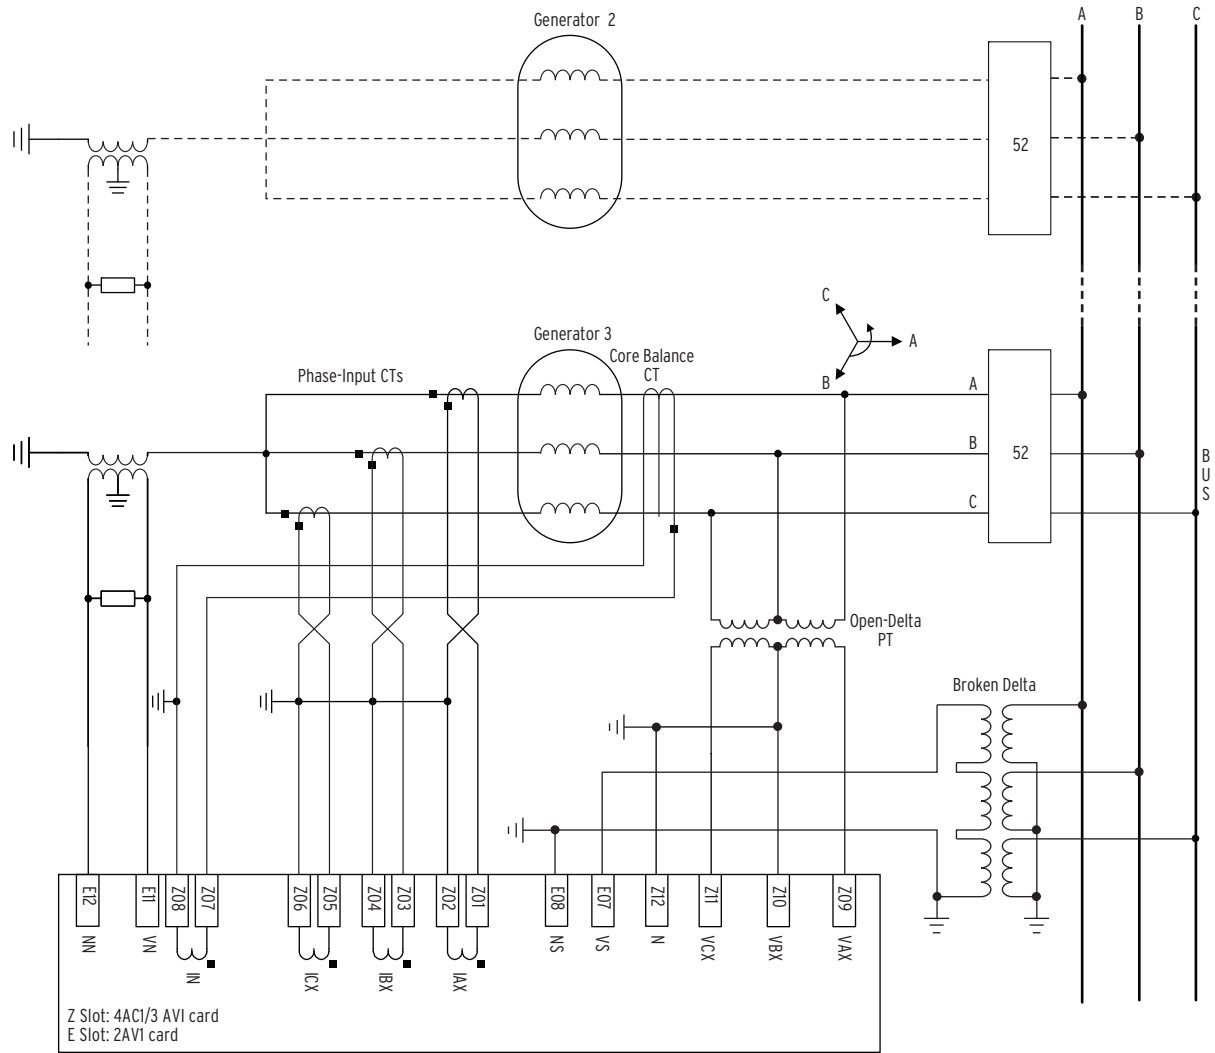 Generator 2
A
B
C
52
Generator 3
Core Balance
CT
Phase-Input CTs
C
A
B
A
B
C
52
BUS
Open-Delta
PT
Broken Delta
E12
E11
Z08
Z07
Z06
Z05
Z04
Z03
Z02
Z01
E08
E07
Z12
Z11
Z10
Z09
NN
VN
IN
ICX
IBX
IAX
NS
VS
N
VCX
VBX
VAX
Z Slot: 4AC1/3 AVI card
E Slot: 2AV1 card